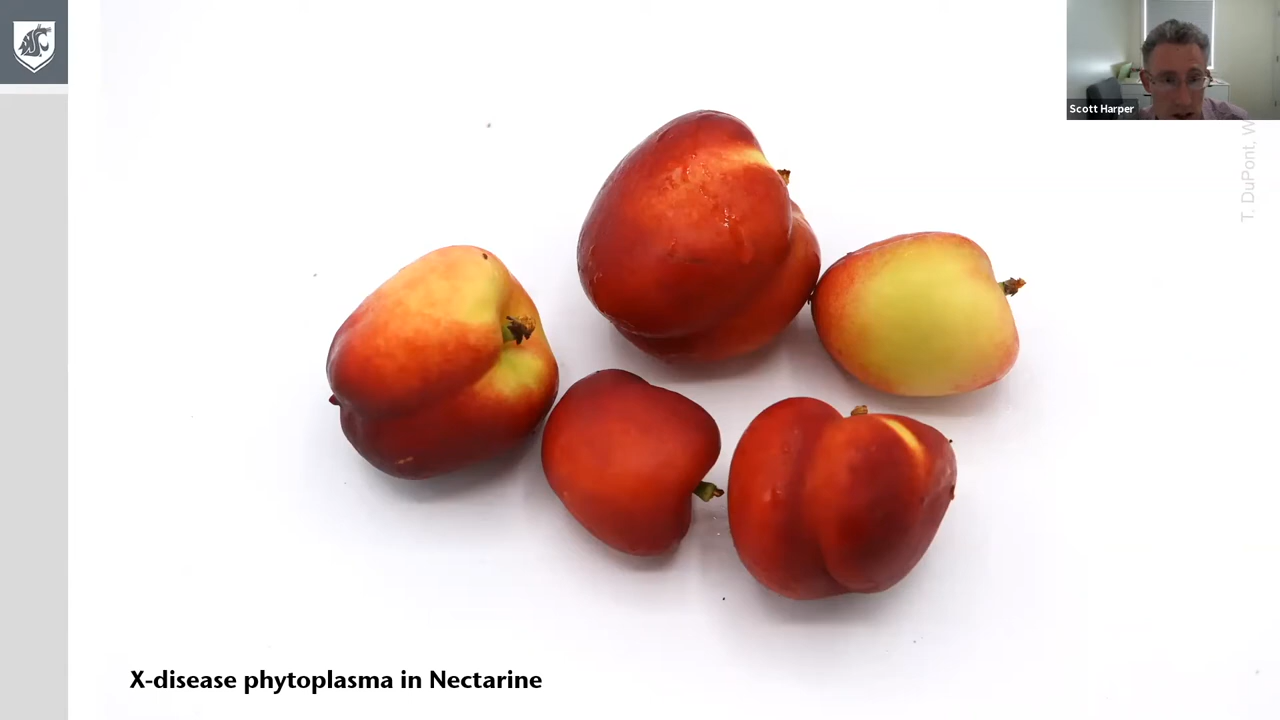 Scott Harper
T. DuPont, W
X-disease phytoplasma in Nectarine